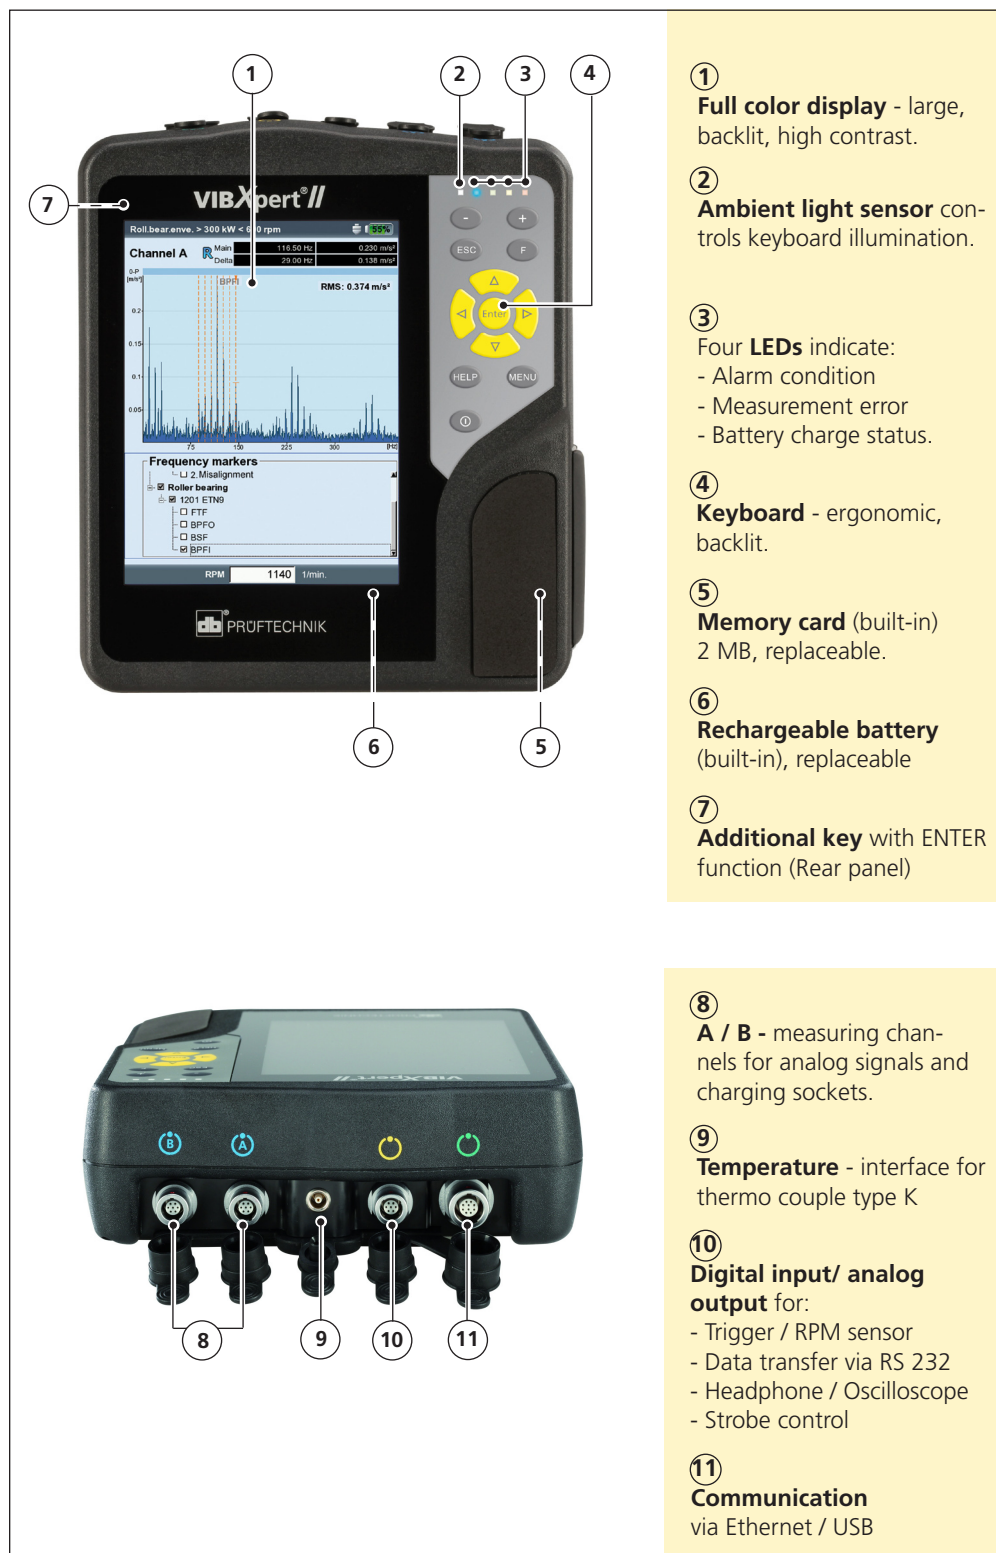 1
2
3
4
7
VIBXpert® II
Roll.bear.enve. > 300 kW < 600 rpm
55%
Channel A
R
Main
116.50 Hz
0.230 m/s²
Delta
29.00 Hz
0.138 m/s²
0-P
[m/s²]
BPFI
RMS: 0.374 m/s²
0.2
0.15
0.1
0.05
75
150
225
300
[Hz]
Frequency markers
2. Misalignment
Roller bearing
1201 ETN9
FTF
BPFO
BSF
BPFI
RPM
1140
1/min.
db® PRÜFTECHNIK
-
+
ESC
F
Enter
HELP
MENU
6
5
1
Full color display - large,
backlit, high contrast.
2
Ambient light sensor con-
trols keyboard illumination.
3
Four LEDs indicate:
- Alarm condition
- Measurement error
- Battery charge status.
4
Keyboard - ergonomic,
backlit.
5
Memory card (built-in)
2 MB, replaceable.
6
Rechargeable battery
(built-in), replaceable
7
Additional key with ENTER
function (Rear panel)
VIBXpert II
B
A
8
9
10
11
8
A / B - measuring chan-
nels for analog signals and
charging sockets.
9
Temperature - interface for
thermo couple type K
10
Digital input/ analog
output for:
- Trigger / RPM sensor
- Data transfer via RS 232
- Headphone / Oscilloscope
- Strobe control
11
Communication
via Ethernet / USB